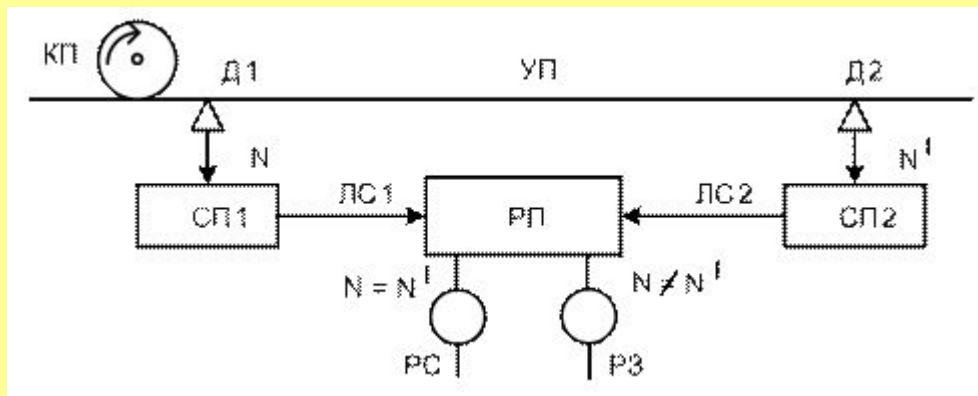 КП Д1 УП Д2
N N'
СП1 ЛС1 РП ЛС2 СП2
N = N' N ≠ N'
РС РЗ